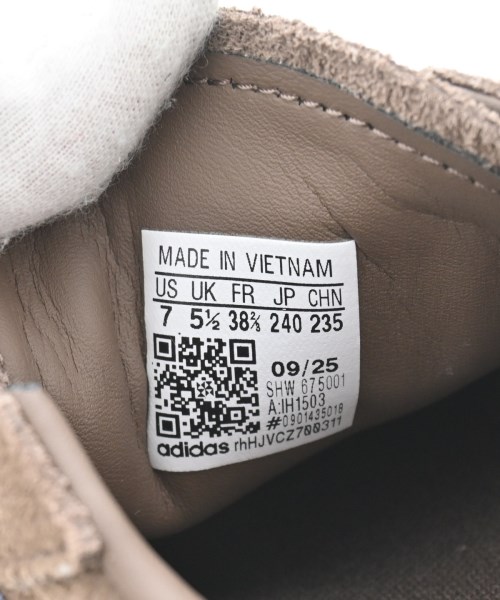 MADE IN VIETNAM
US UK FR JP CHN
7 5½ 38⅔ 240 235
09/25
SHW 675001
A:IH1503
#0901435018
adidas rhHJVCZ700311